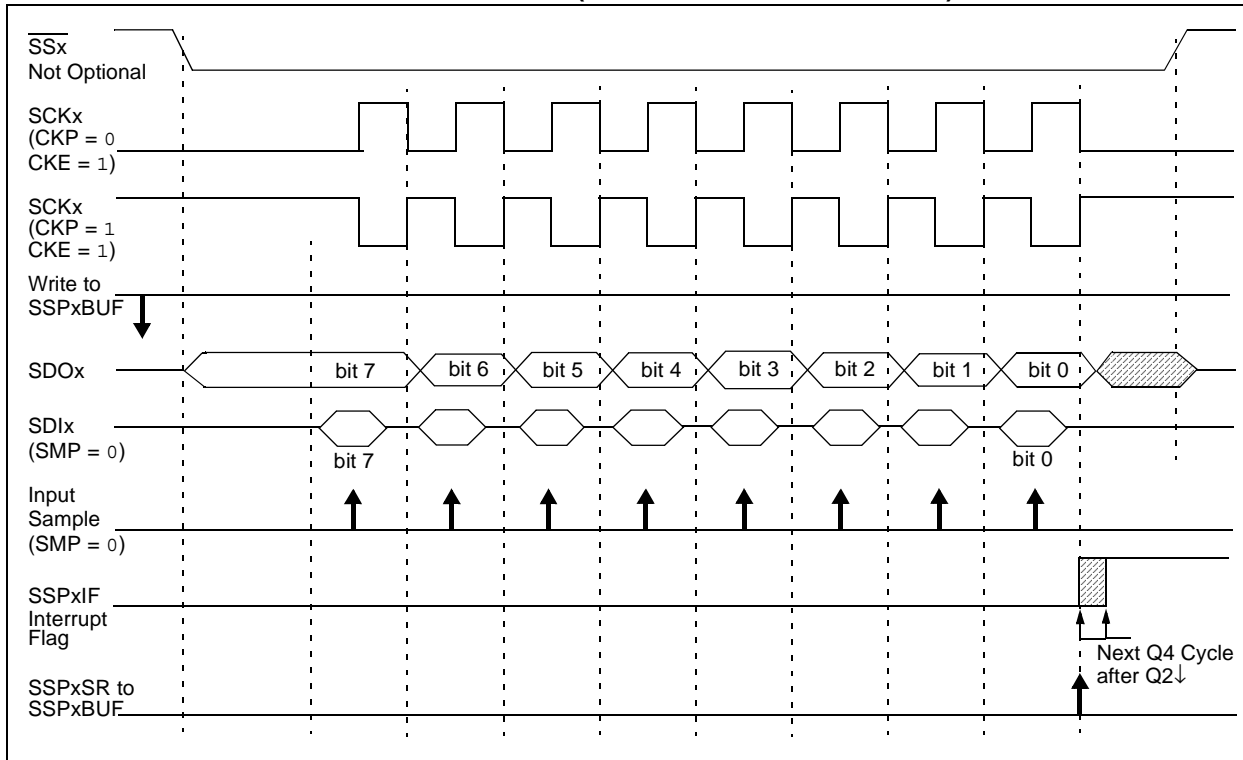 SSx
Not Optional
SCKx
(CKP = 0
CKE = 1)
SCKx
(CKP = 1
CKE = 1)
Write to
SSPxBUF
SDOx
bit 7
bit 6
bit 5
bit 4
bit 3
bit 2
bit 1
bit 0
SDIx
(SMP = 0)
bit 7
bit 0
Input
Sample
(SMP = 0)
SSPxIF
Interrupt
Flag
Next Q4 Cycle
after Q2↓
SSPxSR to
SSPxBUF